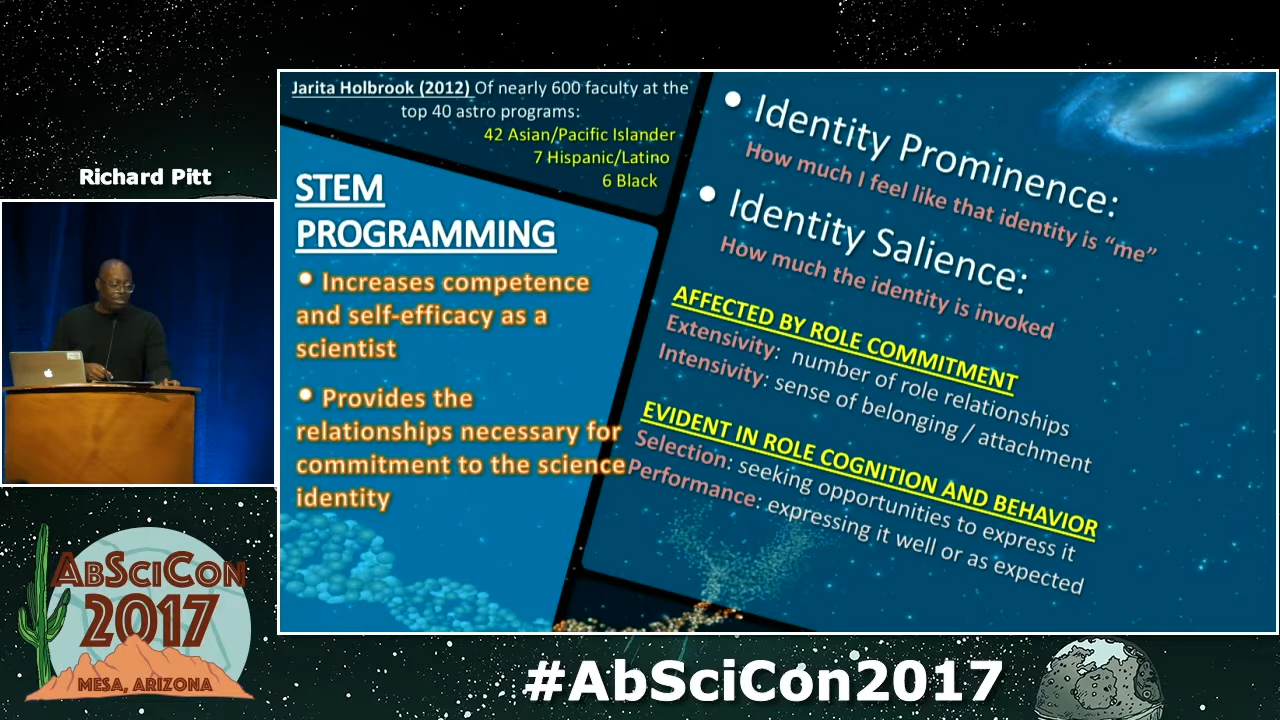 Richard Pitt
Jarita Holbrook (2012) Of nearly 600 faculty at the
top 40 astro programs:
42 Asian/Pacific Islander
7 Hispanic/Latino
6 Black
STEM
PROGRAMMING
• Increases competence
and self-efficacy as a
scientist
• Provides the
relationships necessary for
commitment to the science
identity
• Identity Prominence:
How much I feel like that identity is “me”
• Identity Salience:
How much the identity is invoked
AFFECTED BY ROLE COMMITMENT
Extensivity: number of role relationships
Intensivity: sense of belonging / attachment
EVIDENT IN ROLE COGNITION AND BEHAVIOR
Selection: seeking opportunities to express it
Performance: expressing it well or as expected
ABSCICON
2017
MESA, ARIZONA
#AbSciCon2017